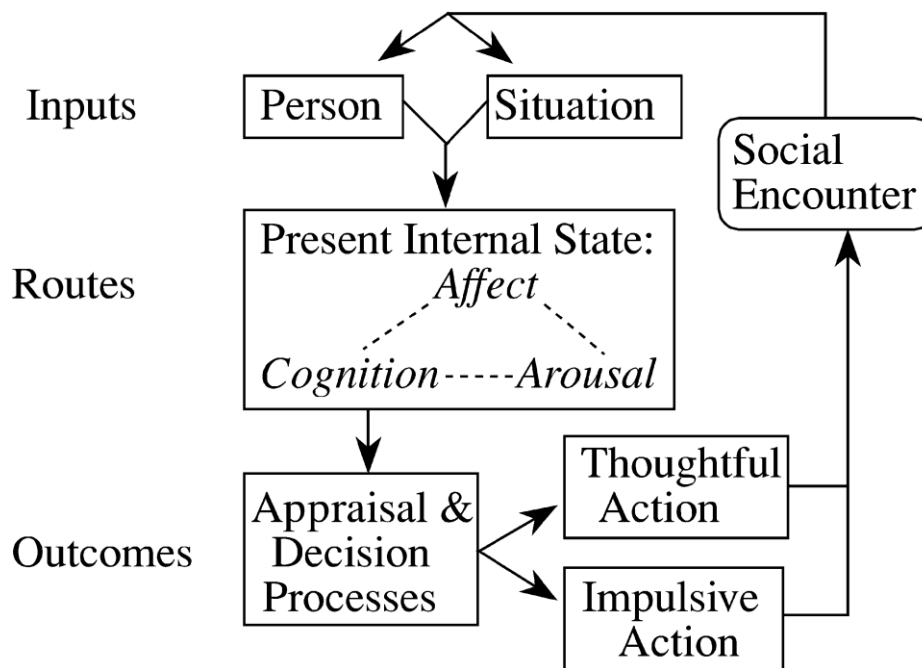 Inputs
Person
Situation
Social
Encounter
Routes
Present Internal State:
Affect
Cognition
Arousal
Outcomes
Appraisal &
Decision
Processes
Thoughtful
Action
Impulsive
Action